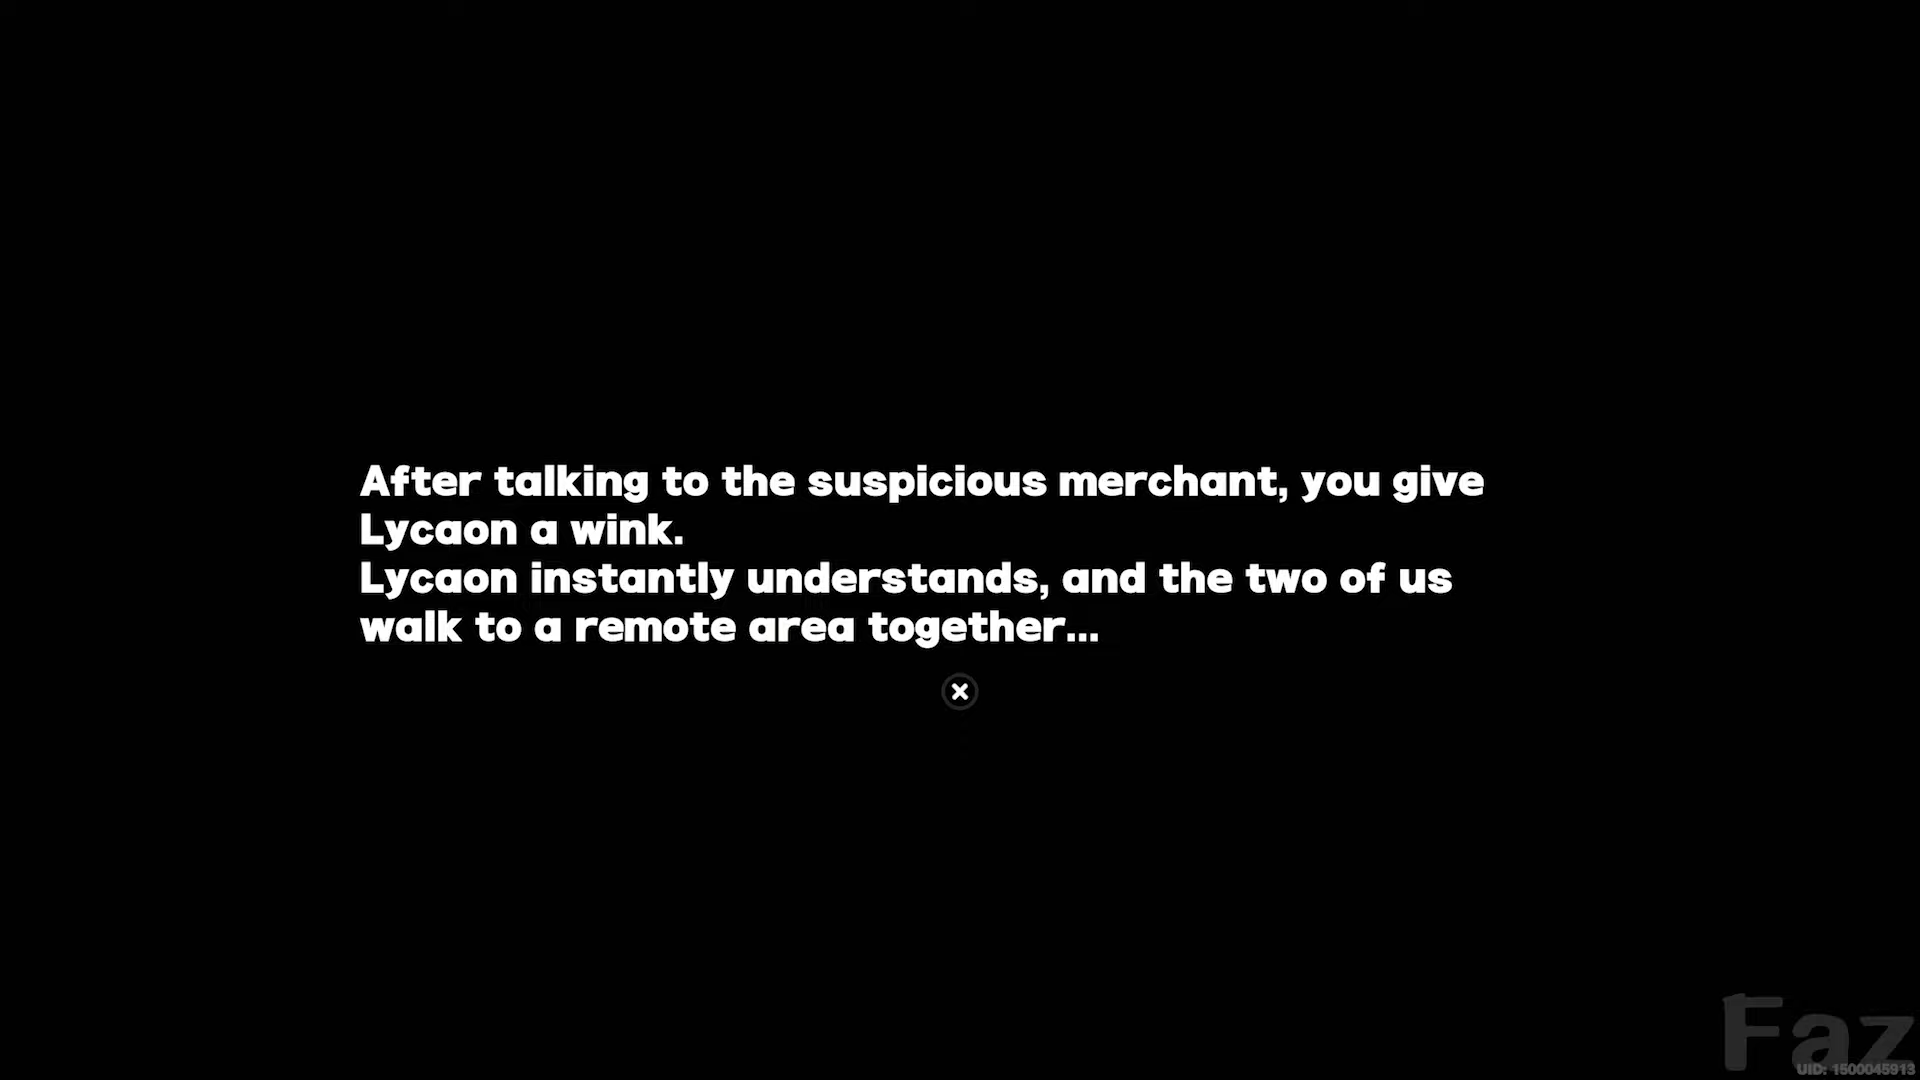 After talking to the suspicious merchant, you give
Lycaon a wink.
Lycaon instantly understands, and the two of us
walk to a remote area together...
Faz
UID: 1500045913